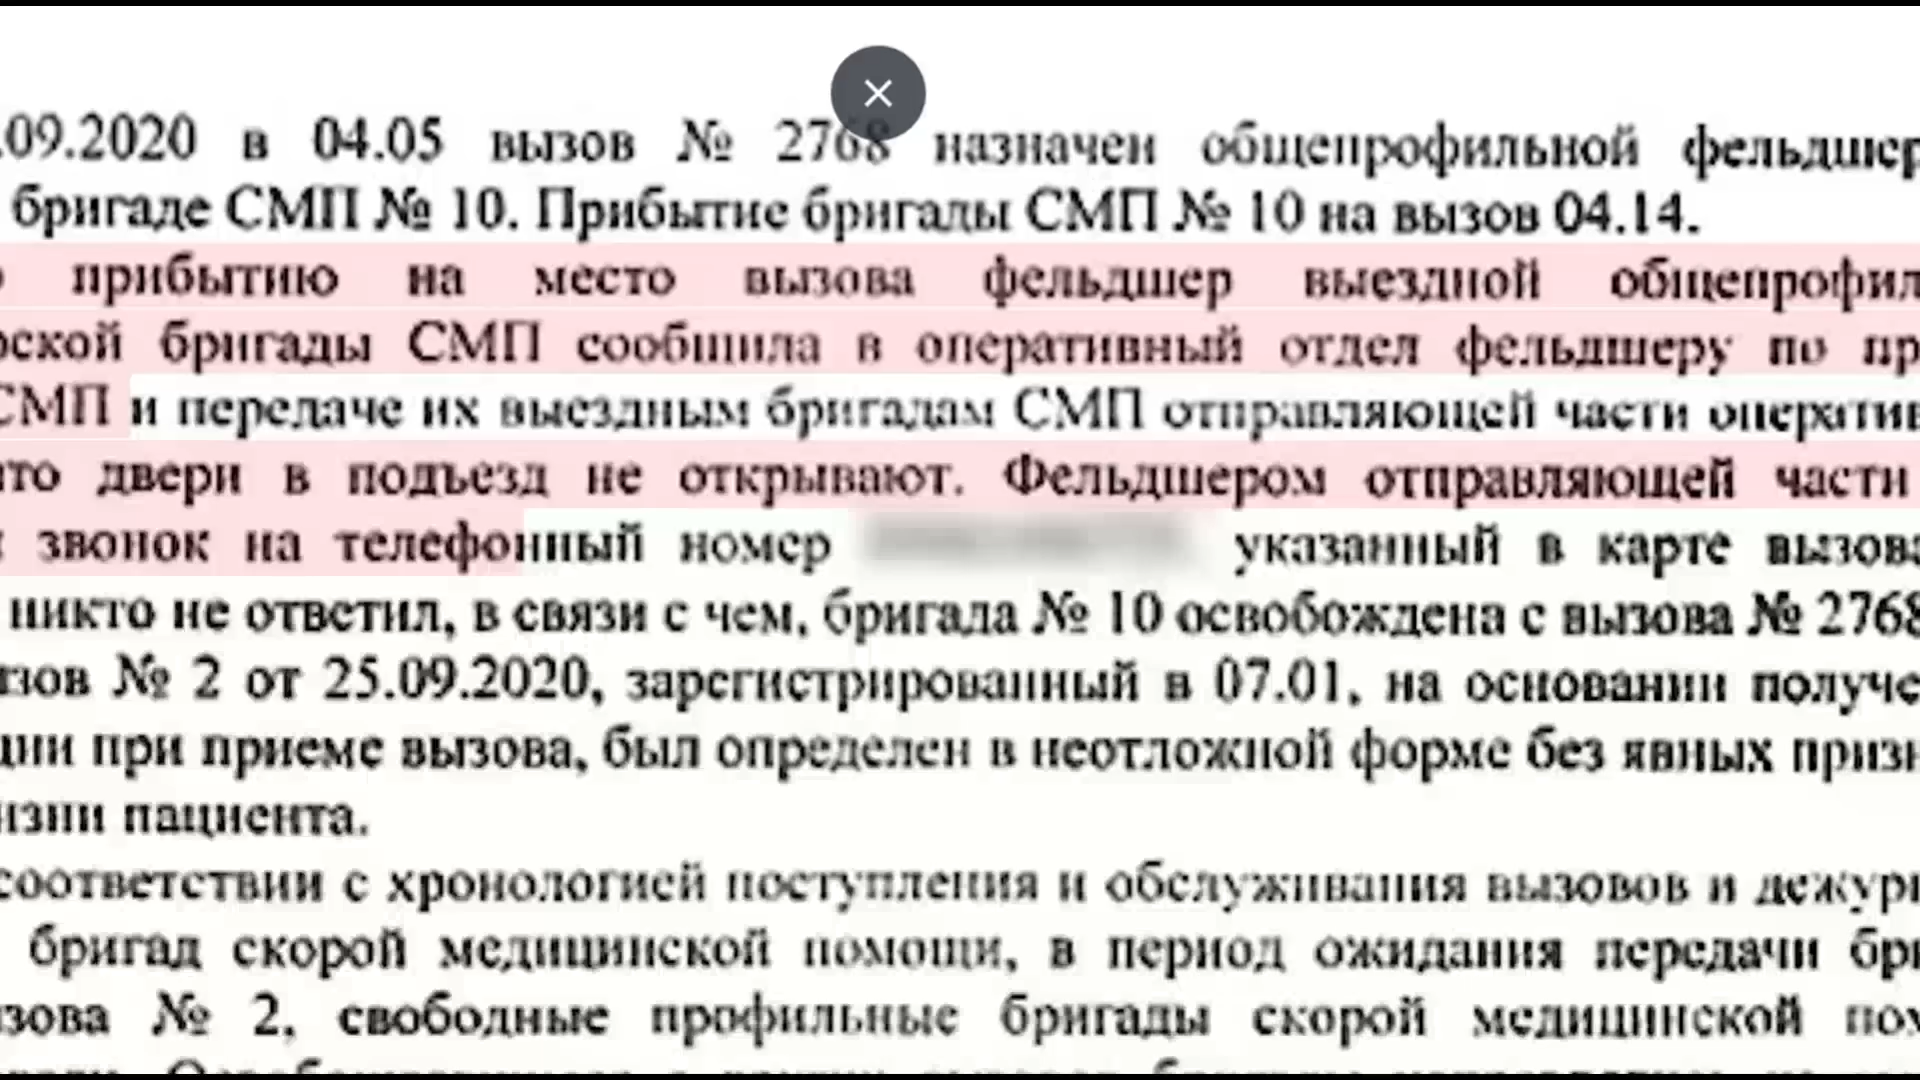 .09.2020 в 04.05 вызов № 2768 назначен общепрофильной фельдшер
бригаде СМП № 10. Прибытие бригады СМП № 10 на вызов 04.14.
о прибытию на место вызова фельдшер выездной общепрофил
рской бригады СМП сообщила в оперативный отдел фельдшеру по пр
СМП и передаче их выездным бригадам СМП отправляющей части оператив
что двери в подъезд не открывают. Фельдшером отправляющей части
звонок на телефонный номер указанный в карте вызова
никто не ответил, в связи с чем, бригада № 10 освобождена с вызова № 2768
ызов № 2 от 25.09.2020, зарегистрированный в 07.01, на основании получе
ции при приеме вызова, был определен в неотложной форме без явных призн
изни пациента.
соответствии с хронологией поступления и обслуживания вызовов и дежур
бригад скорой медицинской помощи, в период ожидания передачи бри
зова № 2, свободные профильные бригады скорой медицинской пом